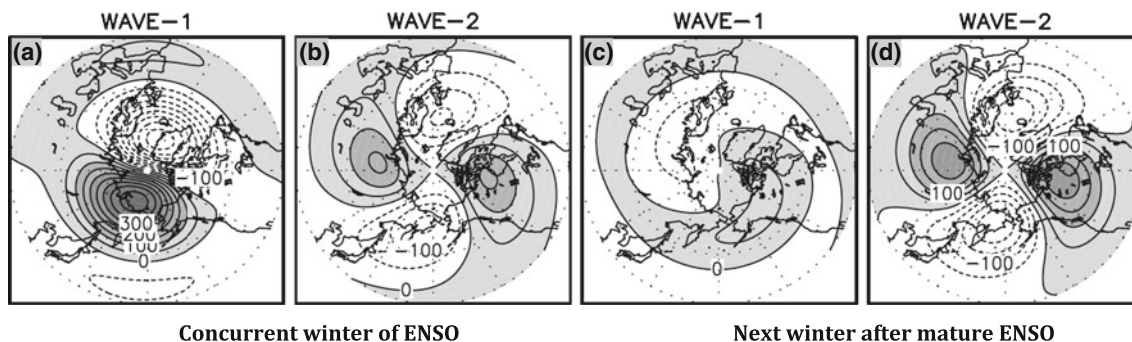 WAVE-1
WAVE-2
WAVE-1
WAVE-2
(a)
(b)
(c)
(d)
-100
300
200
100
0
-100
0
0
-100
100
100
-100
Concurrent winter of ENSO
Next winter after mature ENSO